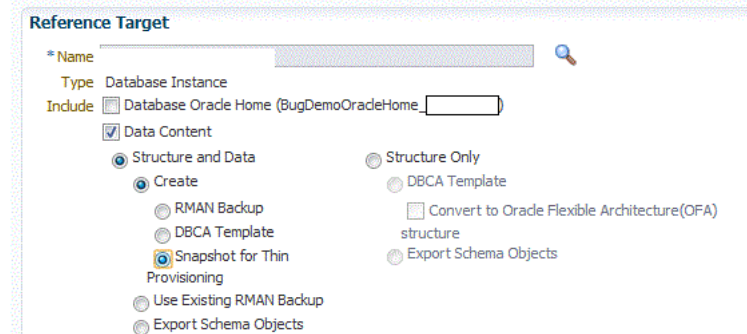 Reference Target
* Name
Type Database Instance
Include Database Oracle Home (BugDemoOracleHome_ )
Data Content
Structure and Data Structure Only
Create DBCA Template
RMAN Backup Convert to Oracle Flexible Architecture(OFA)
DBCA Template structure
Snapshot for Thin Export Schema Objects
Provisioning
Use Existing RMAN Backup
Export Schema Objects